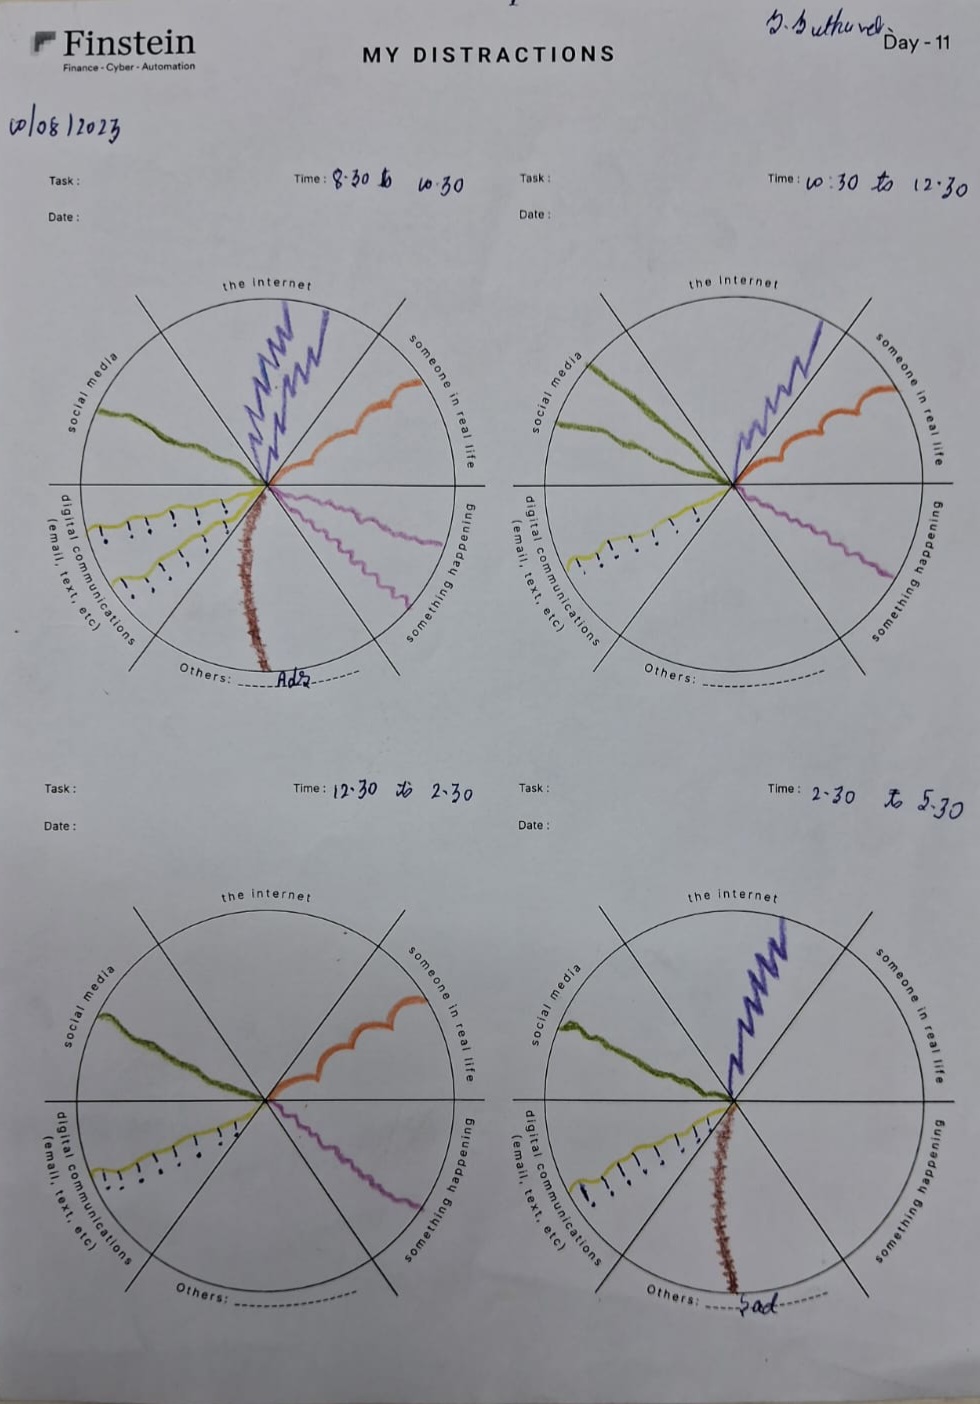 Finstein
Finance - Cyber - Automation
MY DISTRACTIONS
Day - 11
10/08/2023
Task :
Time : 8.30 to 10.30
Date :
the internet
social media
someone in real life
digital communications
(email, text, etc)
something happening
Others: Ads
Task :
Time : 10:30 to 12.30
Date :
the internet
social media
someone in real life
digital communications
(email, text, etc)
something happening
Others:
Task :
Time : 12.30 to 2.30
Date :
the internet
social media
someone in real life
digital communications
(email, text, etc)
something happening
Others:
Task :
Time : 2.30 to 5.30
Date :
the internet
social media
someone in real life
digital communications
(email, text, etc)
something happening
Others: Sad